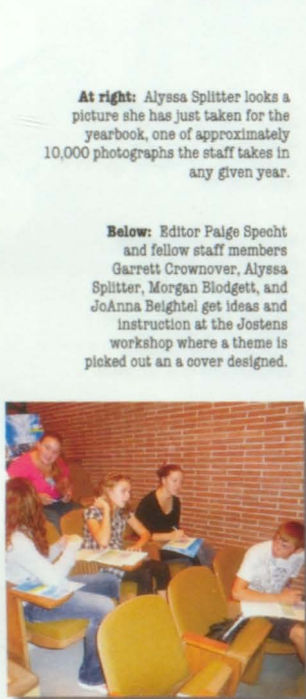 At right: Alyssa Splitter looks a
picture she has just taken for the
yearbook, one of approximately
10,000 photographs the staff takes in
any given year.
Below: Editor Paige Specht
and fellow staff members
Garrett Crownover, Alyssa
Splitter, Morgan Blodgett, and
JoAnna Beightel get ideas and
instruction at the Jostens
workshop where a theme is
picked out an a cover designed.